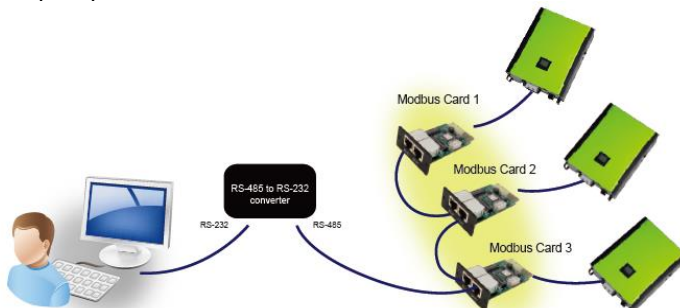 Modbus Card 1
Modbus Card 2
RS-485 to RS-232
converter
RS-232
RS-485
Modbus Card 3